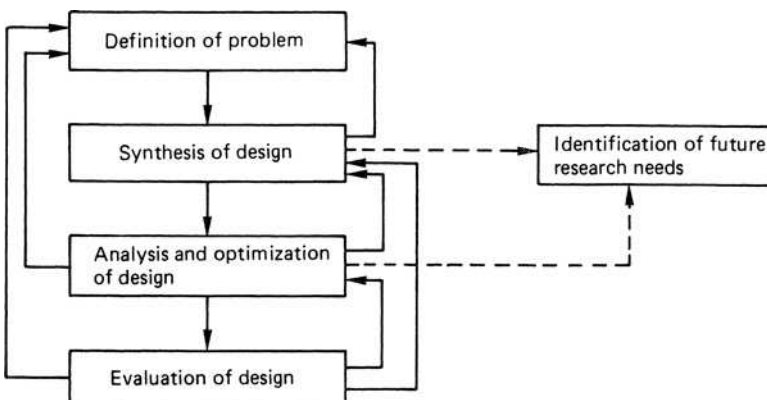 Definition of problem
Synthesis of design
Identification of future
research needs
Analysis and optimization
of design
Evaluation of design